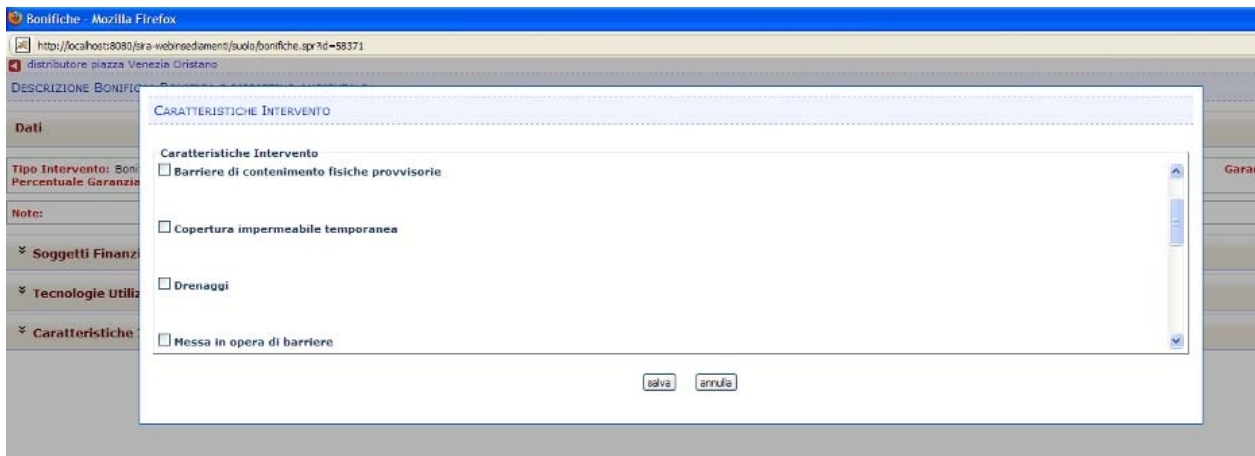 Bonifiche - Mozilla Firefox
http://localhost:8080/sira-webinsediamenti/suolo/bonifiche.spr?id=58371
distributore piazza Venezia Oristano
DESCRIZIONE
CARATTERISTICHE INTERVENTO
Dati
Caratteristiche Intervento
Tipo Intervento: Boni
Barriere di contenimento fisiche provvisorie
Garan
Percentuale Garanzia
Note:
Copertura impermeabile temporanea
Soggetti Finanzi
Drenaggi
Tecnologie Utiliz
Caratteristiche
Messa in opera di barriere
salva annulla